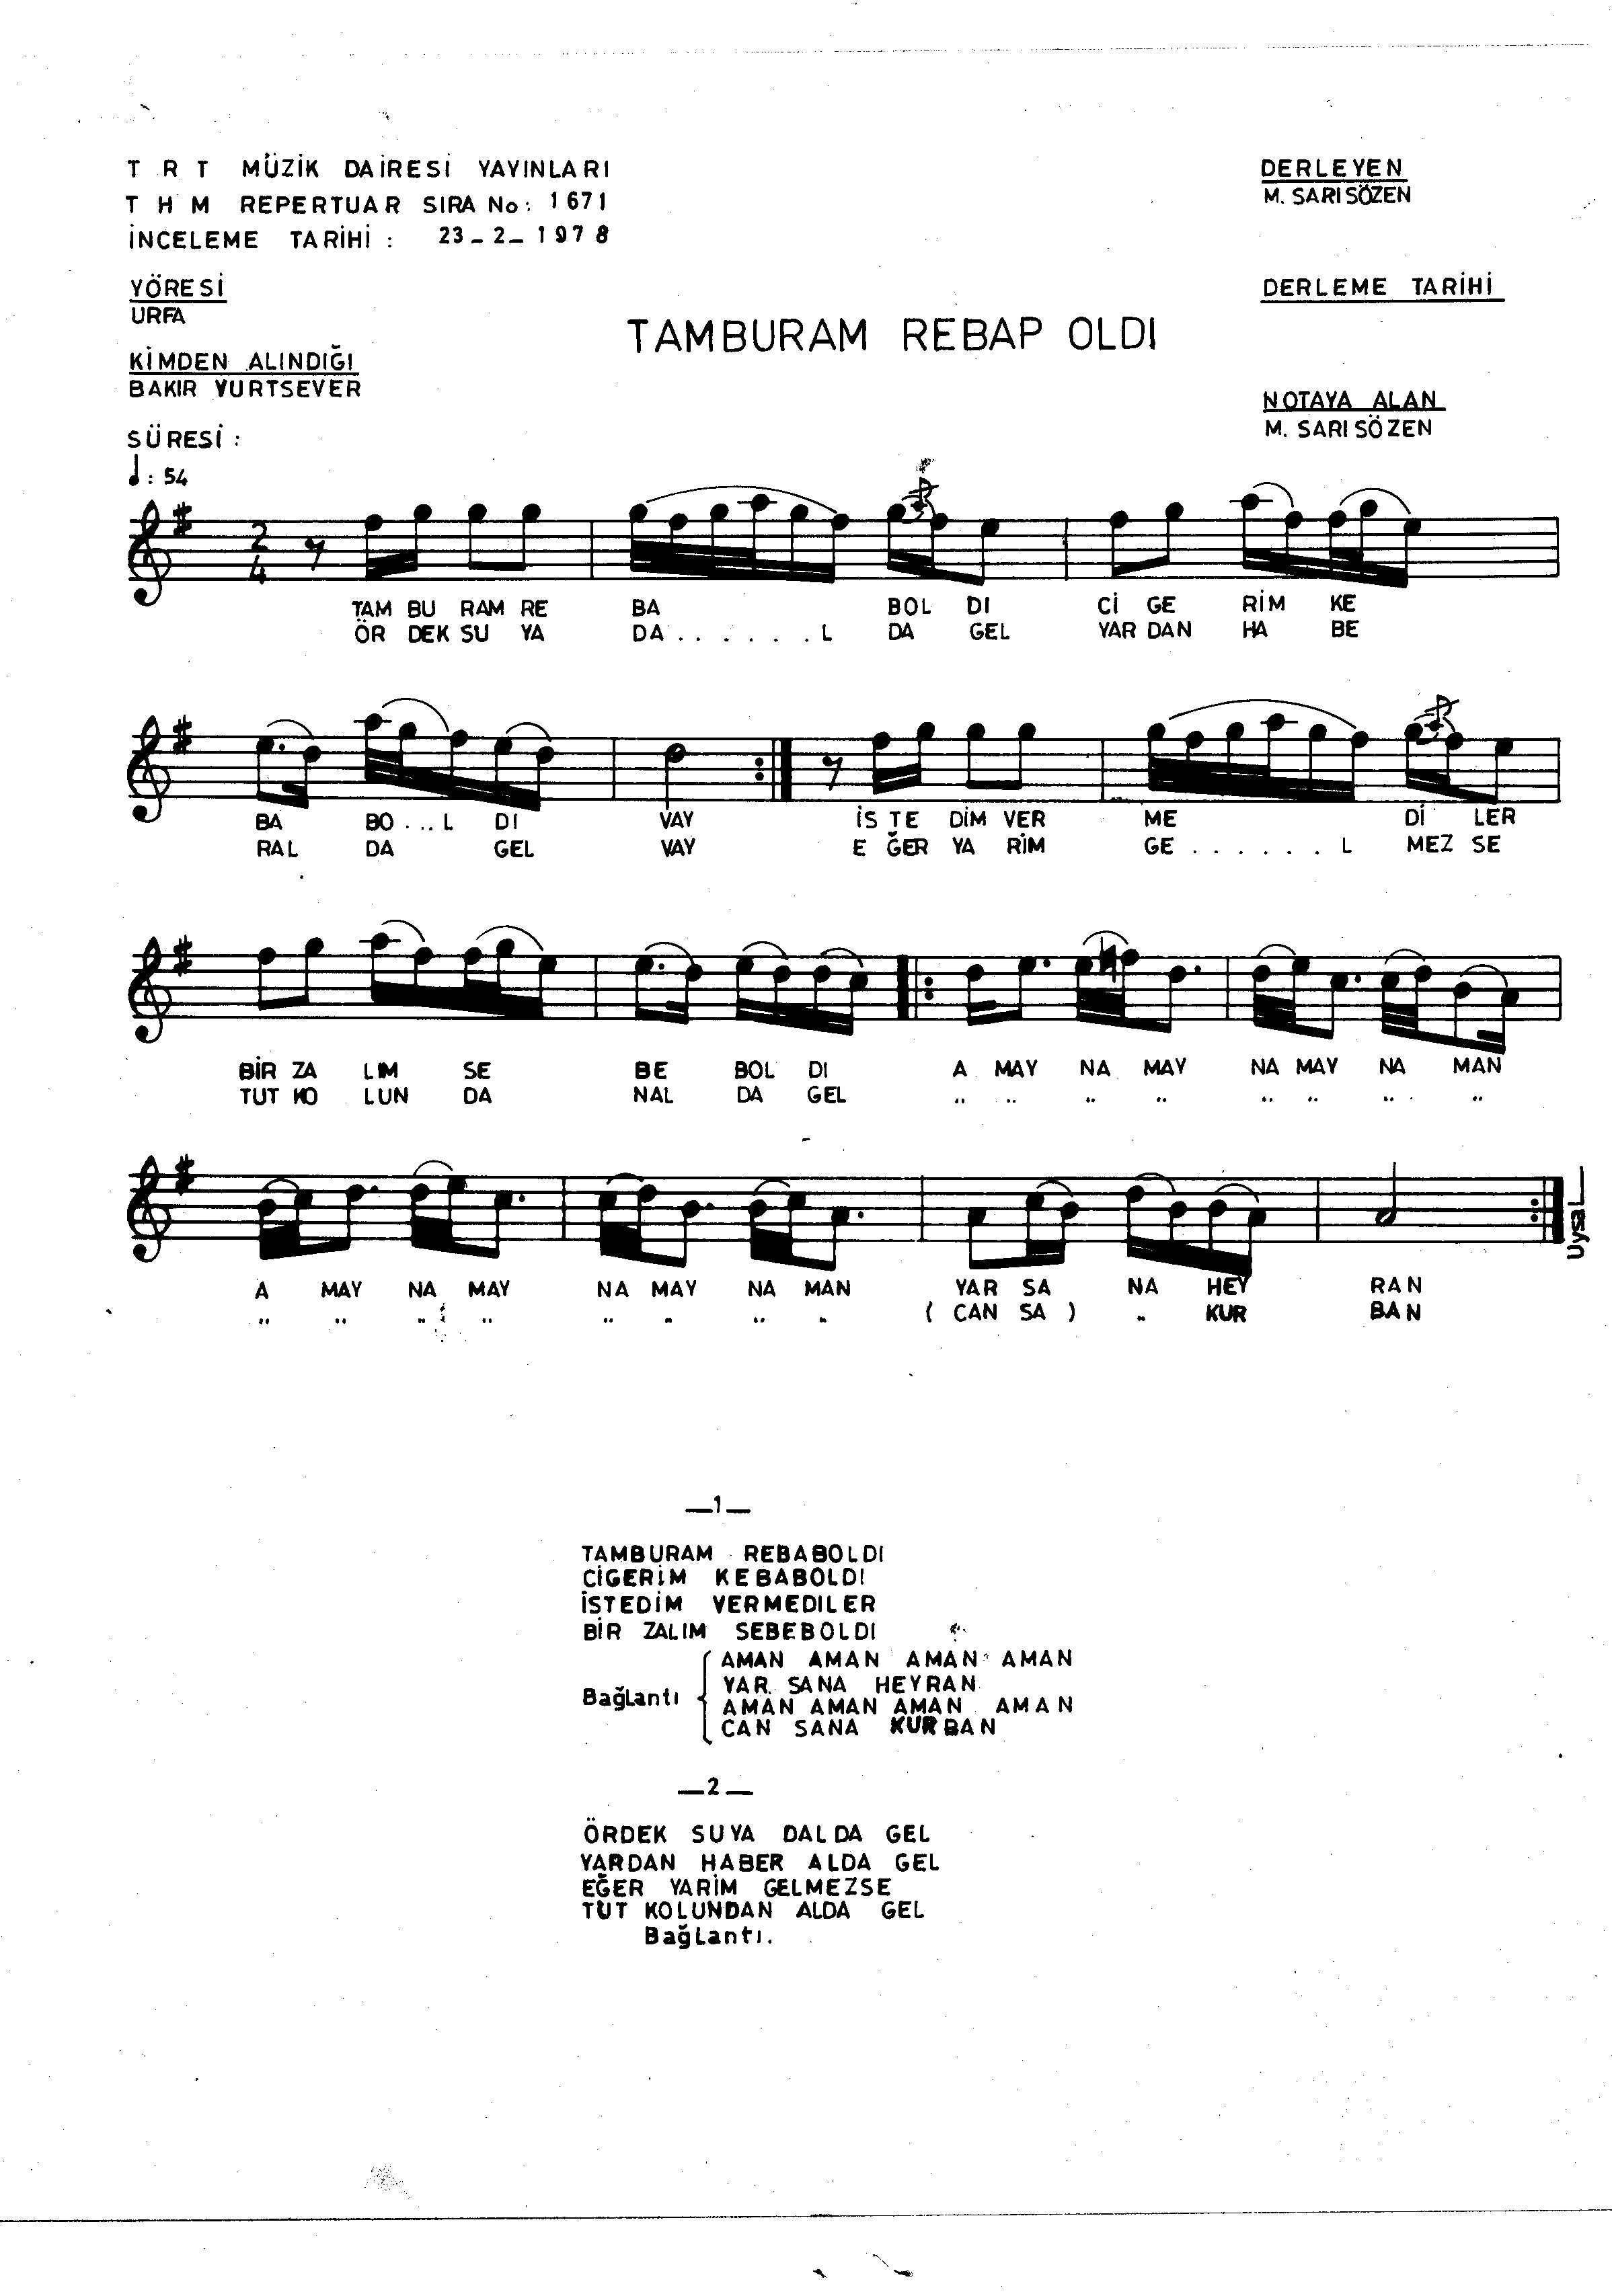 T R T MÜZİK DAİRESİ YAYINLARI
T H M REPERTUAR SIRA No: 1671
İNCELEME TARİHİ : 23_2_1978
DERLEYEN
M. SARISÖZEN
YÖRESİ
URFA
DERLEME TARİHİ
TAMBURAM REBAP OLDI
KİMDEN ALINDIĞI
BAKIR YURTSEVER
NOTAYA ALAN
M. SARISÖZEN
SÜRESİ :
: 54
2
4
TAM BU RAM RE BA BOL DI Cİ GE RİM KE
ÖR DEK SU YA DA . . . . . . L DA GEL YAR DAN HA BE
BA BO . . . L DI VAY İS TE DİM VER ME Dİ LER
RAL DA GEL VAY E ĞER YA RİM GE . . . . . . L MEZ SE
BİR ZA LIM SE BE BOL DI A MAY NA MAY NA MAY NA MAN
TUT KO LUN DA NAL DA GEL .. .. .. .. .. .. .. ..
A MAY NA MAY NA MAY NA MAN YAR SA NA HEY RAN
.. .. .. .. .. .. .. .. ( CAN SA ) .. KUR BAN
Uysal
_1_
TAMBURAM REBABOLDI
CİGERİM KEBABOLDI
İSTEDİM VERMEDILER
BİR ZALIM SEBEBOLDI
AMAN AMAN AMAN AMAN
YAR SANA HEYRAN
Bağlantı
AMAN AMAN AMAN AMAN
CAN SANA KURBAN
_2_
ÖRDEK SUYA DALDA GEL
YARDAN HABER ALDA GEL
EĞER YARİM GELMEZSE
TUT KOLUNDAN ALDA GEL
Bağlantı.